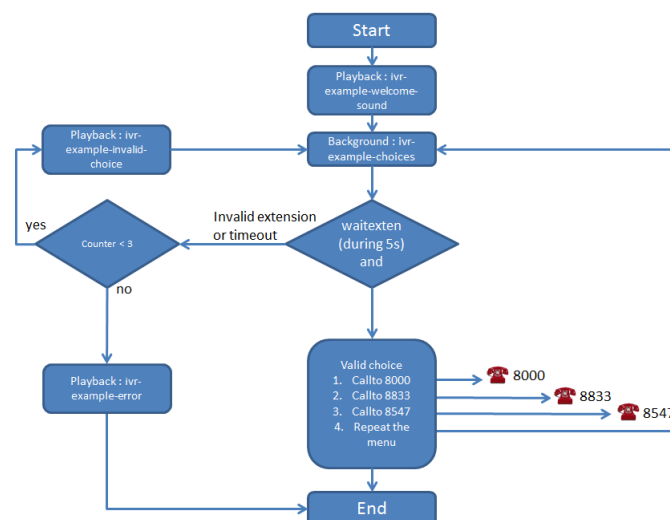 Start
Playback : ivr-
example-welcome-
sound
Playback : ivr-
example-invalid-
choice
Background : ivr-
example-choices
yes
Counter < 3
Invalid extension
or timeout
waitexten
(during 5s)
and
no
Playback : ivr-
example-error
Valid choice
1. Callto 8000
2. Callto 8833
3. Callto 8547
4. Repeat the
menu
8000
8833
8547
End